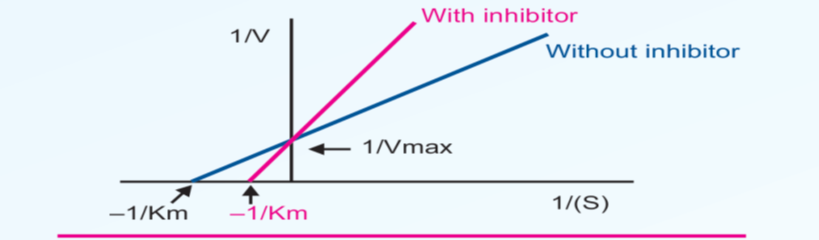 With inhibitor
1/V
Without inhibitor
1/Vmax
1/(S)
–1/Km
–1/Km